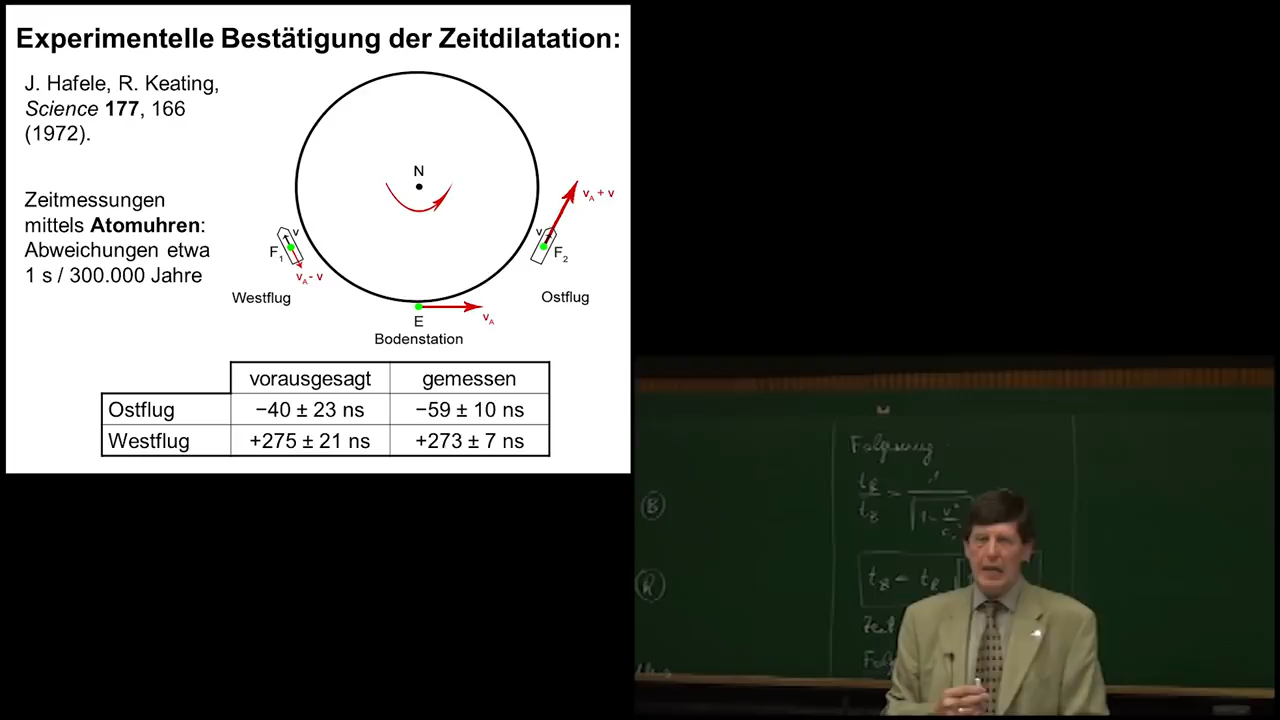 Experimentelle Bestätigung der Zeitdilatation:
J. Hafele, R. Keating,
Science 177, 166
(1972).
Zeitmessungen
mittels Atomuhren:
Abweichungen etwa
1 s / 300.000 Jahre
N
vA + v
v
F1
vA - v
v
F2
Westflug
Ostflug
E
vA
Bodenstation
vorausgesagt gemessen
Ostflug −40 ± 23 ns −59 ± 10 ns
Westflug +275 ± 21 ns +273 ± 7 ns
Folgerung
B
R
Zeit